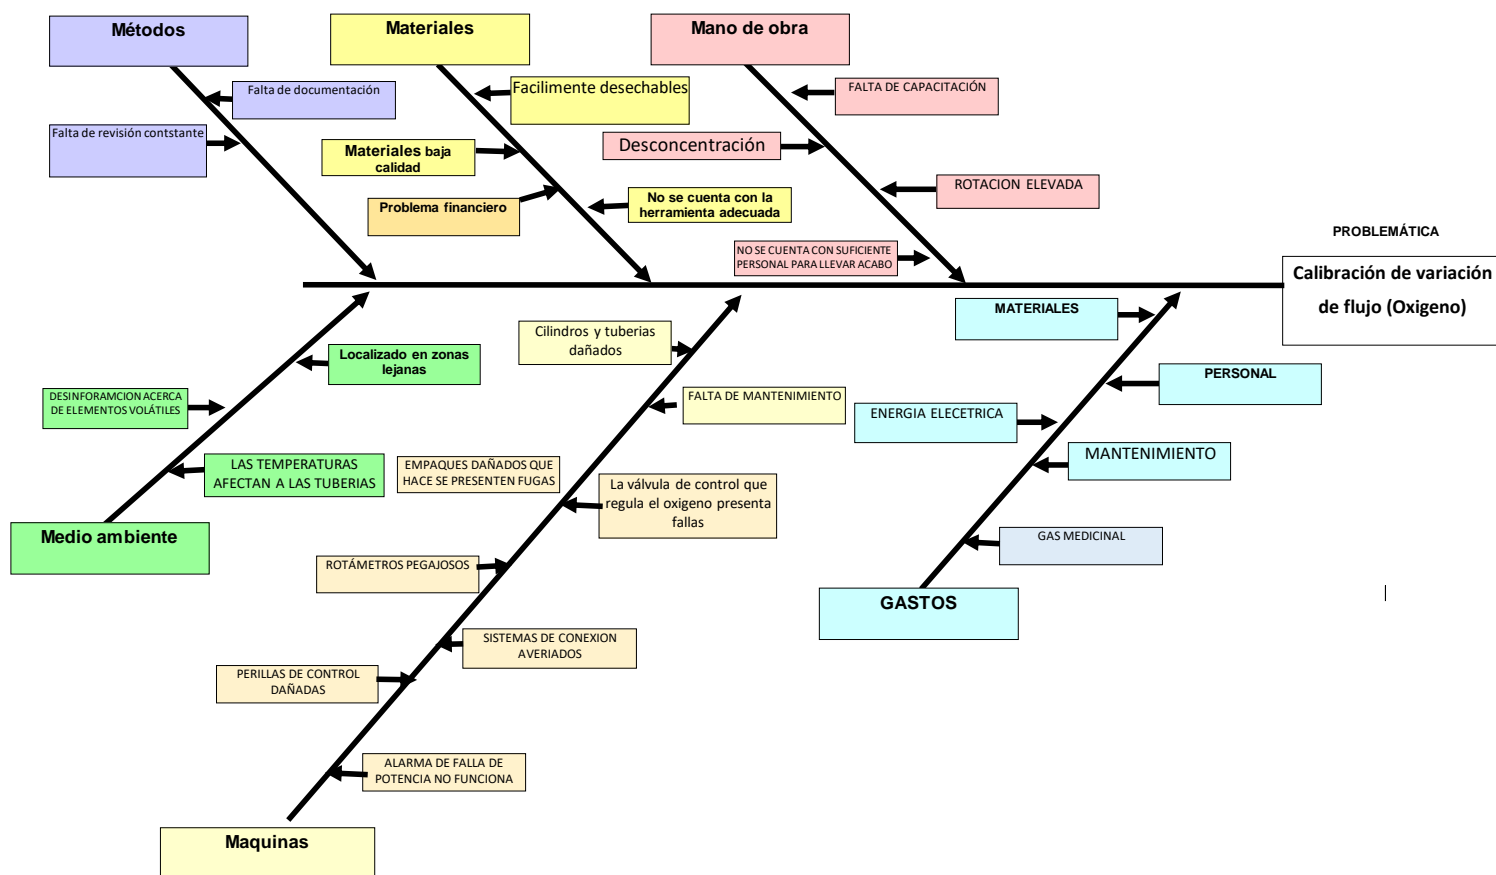 Métodos
Materiales
Mano de obra
Falta de documentación
Falta de revisión contstante
Facilimente desechables
Materiales baja
calidad
Problema financiero
No se cuenta con la
herramienta adecuada
FALTA DE CAPACITACIÓN
Desconcentración
ROTACION ELEVADA
NO SE CUENTA CON SUFICIENTE
PERSONAL PARA LLEVAR ACABO
PROBLEMÁTICA
Calibración de variación
de flujo (Oxigeno)
Localizado en zonas
lejanas
DESINFORAMCION ACERCA
DE ELEMENTOS VOLÁTILES
LAS TEMPERATURAS
AFECTAN A LAS TUBERIAS
Medio ambiente
Cilindros y tuberias
dañados
FALTA DE MANTENIMIENTO
EMPAQUES DAÑADOS QUE
HACE SE PRESENTEN FUGAS
La válvula de control que
regula el oxigeno presenta
fallas
ROTÁMETROS PEGAJOSOS
SISTEMAS DE CONEXION
AVERIADOS
PERILLAS DE CONTROL
DAÑADAS
ALARMA DE FALLA DE
POTENCIA NO FUNCIONA
Maquinas
MATERIALES
PERSONAL
ENERGIA ELECETRICA
MANTENIMIENTO
GAS MEDICINAL
GASTOS